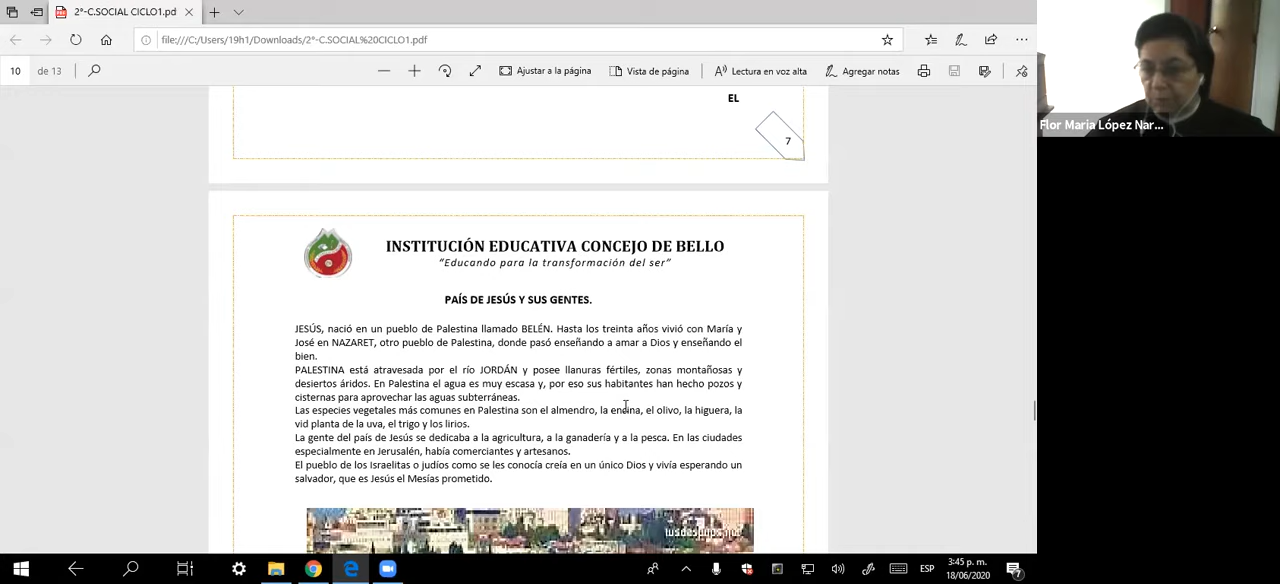 2°-C.SOCIAL CICLO1.pd
file:///C:/Users/19h1/Downloads/2°-C.SOCIAL%20CICLO1.pdf
10 de 13
Ajustar a la página
Vista de página
Lectura en voz alta
Agregar notas
Flor Maria López Nar...
EL
7
INSTITUCIÓN EDUCATIVA CONCEJO DE BELLO
“Educando para la transformación del ser”
PAÍS DE JESÚS Y SUS GENTES.
JESÚS, nació en un pueblo de Palestina llamado BELÉN. Hasta los treinta años vivió con María y
José en NAZARET, otro pueblo de Palestina, donde pasó enseñando a amar a Dios y enseñando el
bien.
PALESTINA está atravesada por el río JORDÁN y posee llanuras fértiles, zonas montañosas y
desiertos áridos. En Palestina el agua es muy escasa y, por eso sus habitantes han hecho pozos y
cisternas para aprovechar las aguas subterráneas.
Las especies vegetales más comunes en Palestina son el almendro, la encina, el olivo, la higuera, la
vid planta de la uva, el trigo y los lirios.
La gente del país de Jesús se dedicaba a la agricultura, a la ganadería y a la pesca. En las ciudades
especialmente en Jerusalén, había comerciantes y artesanos.
El pueblo de los Israelitas o judíos como se les conocía creía en un único Dios y vivía esperando un
salvador, que es Jesús el Mesías prometido.
ESP
3:45 p. m.
18/06/2020
7